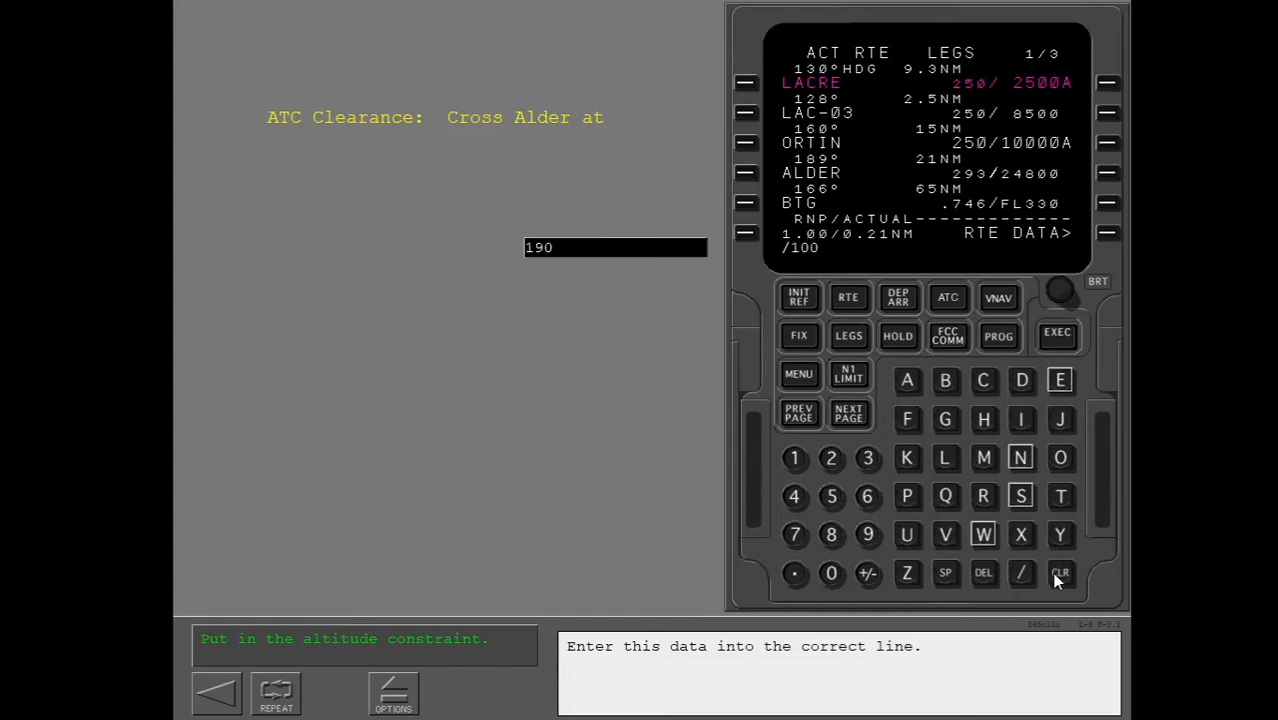 ATC Clearance: Cross Alder at
190
ACT RTE LEGS 1/3
130°HDG 9.3NM
LACRE 250/ 2500A
128° 2.5NM
LAC-03 250/ 8500
160° 15NM
ORTIN 250/10000A
189° 21NM
ALDER 293/24800
166° 65NM
BTG .746/FL330
RNP/ACTUAL-------------
1.00/0.21NM RTE DATA>
/100
BRT
INIT REF RTE DEP ARR ATC VNAV
FIX LEGS HOLD FCC COMM PROG EXEC
MENU N1 LIMIT
PREV PAGE NEXT PAGE
A B C D E
F G H I J
1 2 3 K L M N O
4 5 6 P Q R S T
7 8 9 U V W X Y
. 0 +/- Z SP DEL / CLR
Put in the altitude constraint.
Enter this data into the correct line.
REPEAT OPTIONS